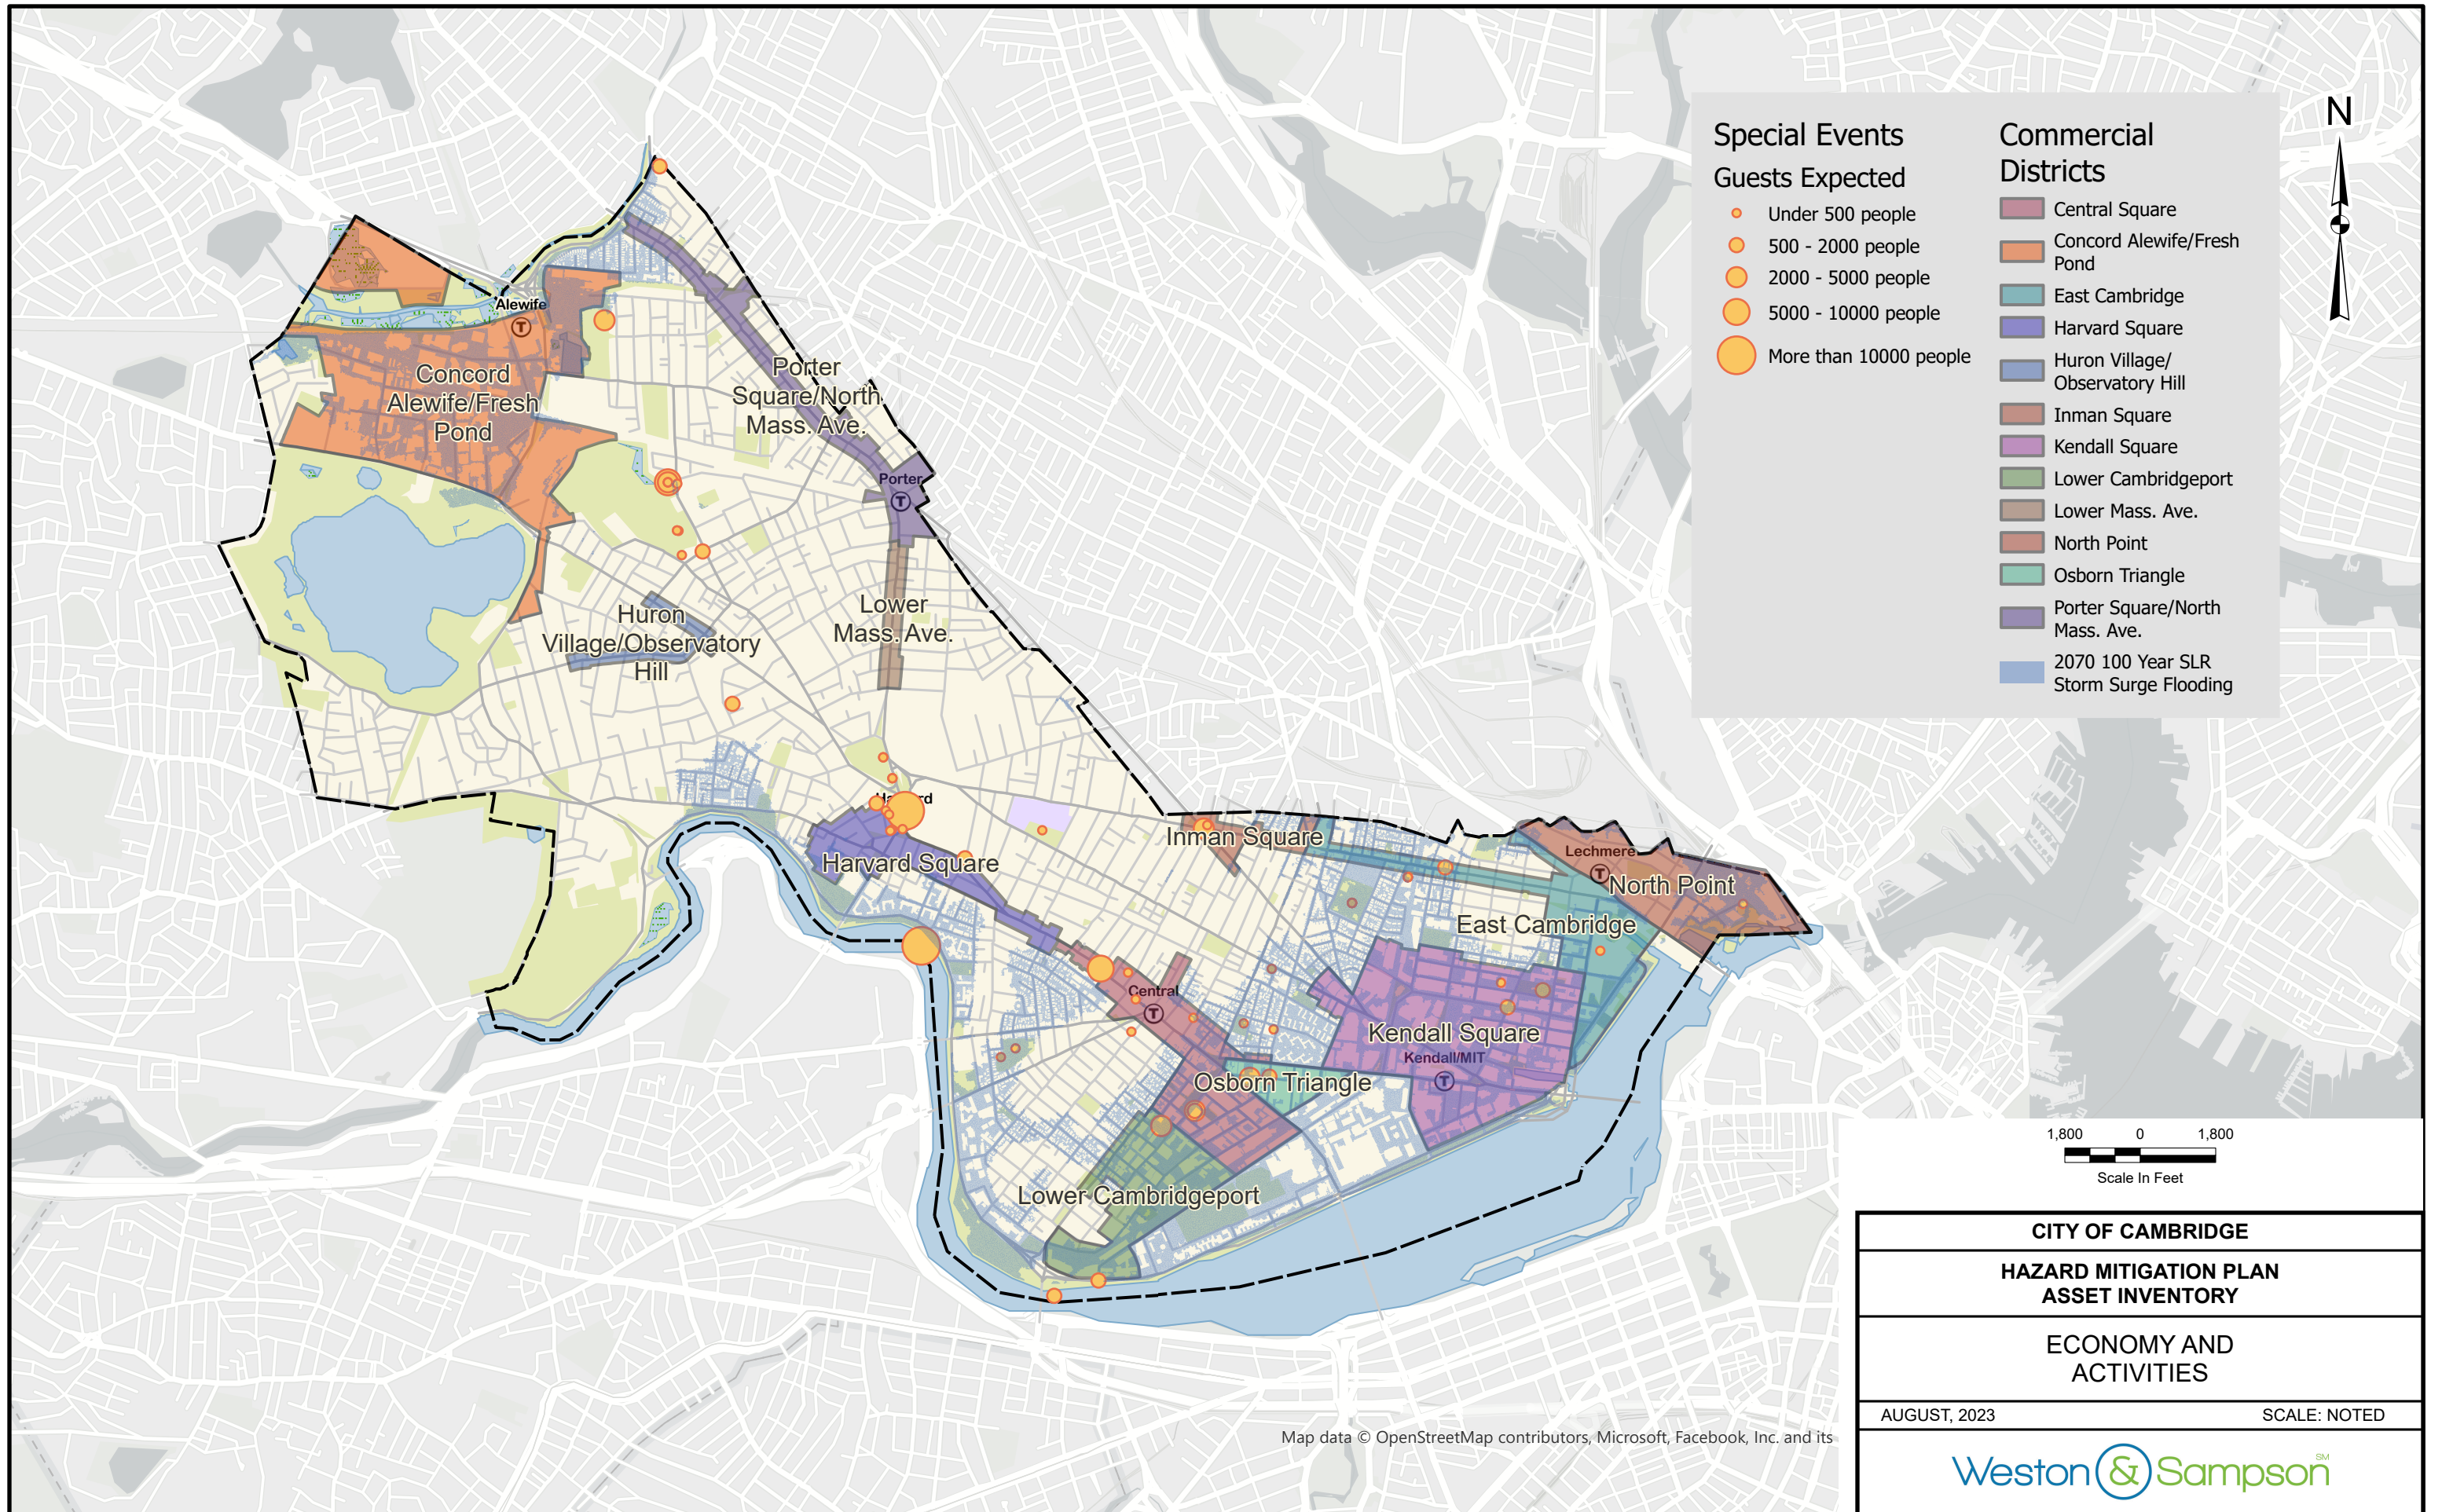 N
Special Events
Guests Expected
Under 500 people
500 - 2000 people
2000 - 5000 people
5000 - 10000 people
More than 10000 people
Commercial
Districts
Central Square
Concord Alewife/Fresh
Pond
East Cambridge
Harvard Square
Huron Village/
Observatory Hill
Inman Square
Kendall Square
Lower Cambridgeport
Lower Mass. Ave.
North Point
Osborn Triangle
Porter Square/North
Mass. Ave.
2070 100 Year SLR
Storm Surge Flooding
Alewife
T
Concord
Alewife/Fresh
Pond
Porter
Square/North
Mass. Ave.
Porter
T
Huron
Village/Observatory
Hill
Lower
Mass. Ave.
Harvard Square
Inman Square
Lechmere
T
North Point
East Cambridge
Central
T
Kendall Square
Kendall/MIT
T
Osborn Triangle
Lower Cambridgeport
1,800 0 1,800
Scale In Feet
CITY OF CAMBRIDGE
HAZARD MITIGATION PLAN
ASSET INVENTORY
ECONOMY AND
ACTIVITIES
AUGUST, 2023 SCALE: NOTED
Weston & Sampson SM
Map data © OpenStreetMap contributors, Microsoft, Facebook, Inc. and its